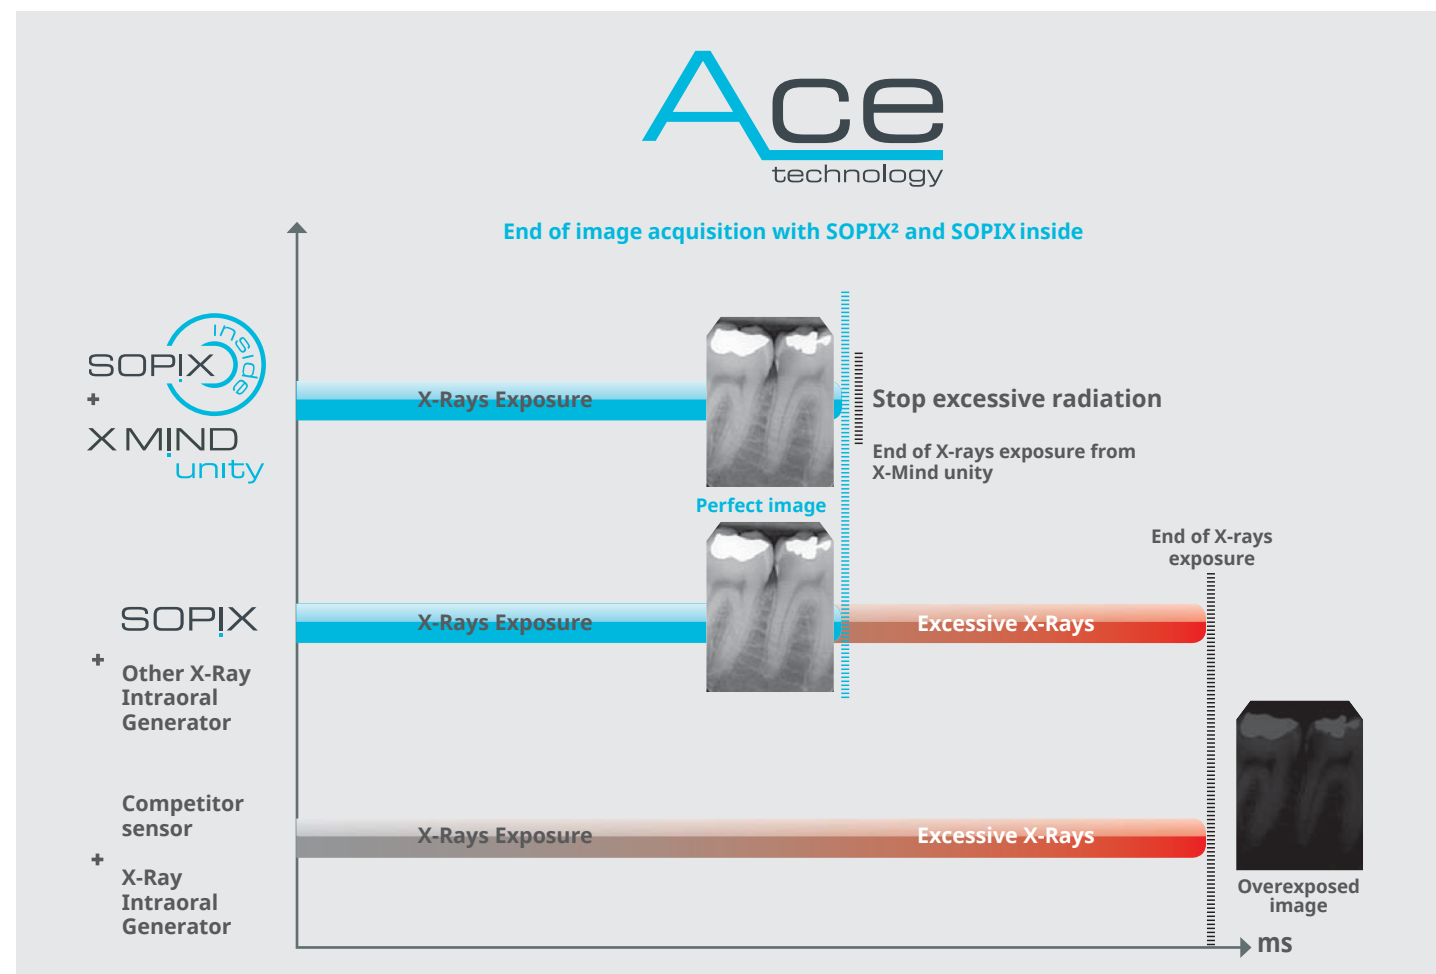 Ace
technology
End of image acquisition with SOPIX² and SOPIX inside
SOPIX inside
+
X MIND
unity
X-Rays Exposure
Stop excessive radiation
End of X-rays exposure from
X-Mind unity
Perfect image
End of X-rays
exposure
SOPIX
+
Other X-Ray
Intraoral
Generator
X-Rays Exposure
Excessive X-Rays
Competitor
sensor
+
X-Ray
Intraoral
Generator
X-Rays Exposure
Excessive X-Rays
Overexposed
image
ms